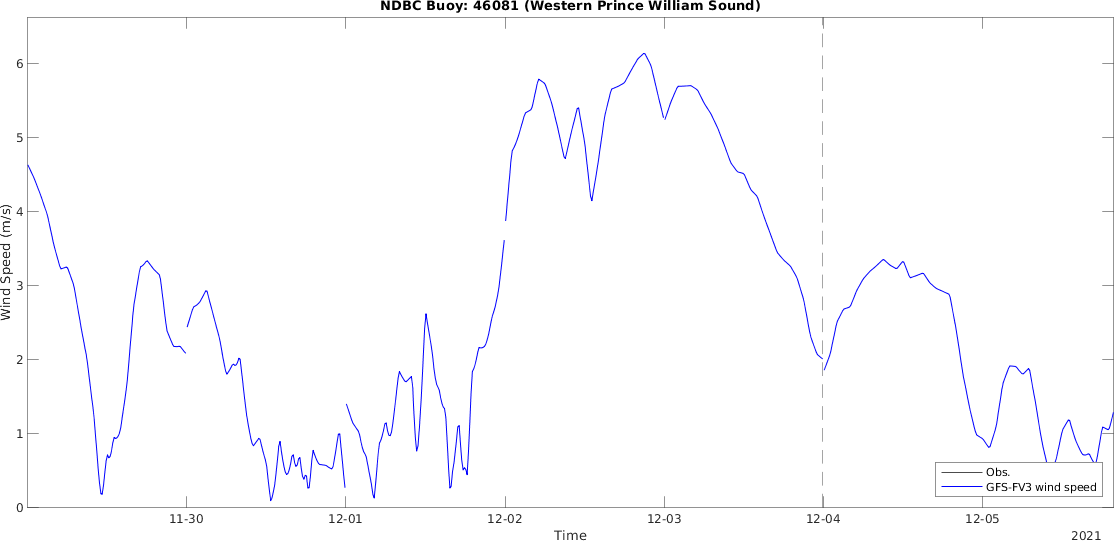 NDBC Buoy: 46081 (Western Prince William Sound)
Wind Speed (m/s)
6
5
4
3
2
1
0
11-30
12-01
12-02
12-03
12-04
12-05
Time
2021
Obs.
GFS-FV3 wind speed